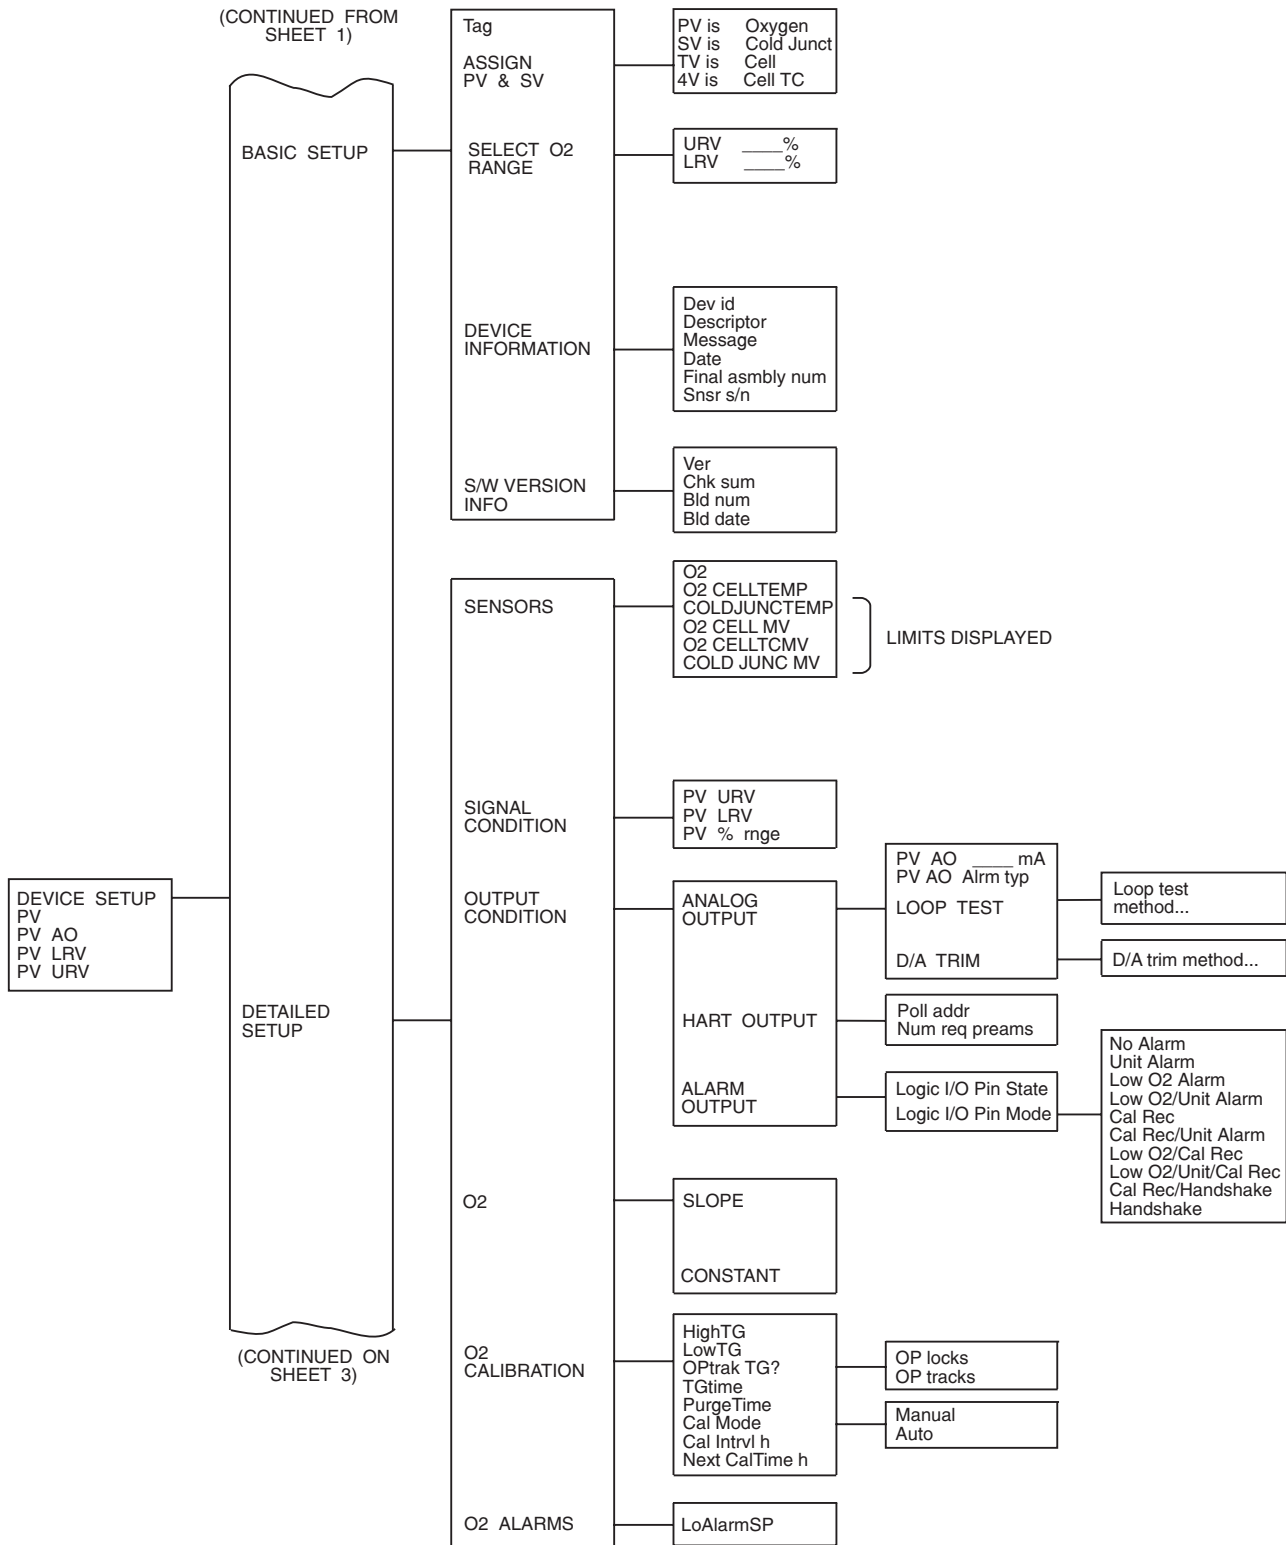 (CONTINUED FROM
SHEET 1)
BASIC SETUP
Tag
ASSIGN
PV & SV
PV is Oxygen
SV is Cold Junct
TV is Cell
4V is Cell TC
SELECT O2
RANGE
URV ____%
LRV ____%
DEVICE
INFORMATION
Dev id
Descriptor
Message
Date
Final asmbly num
Snsr s/n
S/W VERSION
INFO
Ver
Chk sum
Bld num
Bld date
DEVICE SETUP
PV
PV AO
PV LRV
PV URV
DETAILED
SETUP
SENSORS
O2
O2 CELLTEMP
COLDJUNCTEMP
O2 CELL MV
O2 CELLTCMV
COLD JUNC MV
LIMITS DISPLAYED
SIGNAL
CONDITION
PV URV
PV LRV
PV % rnge
OUTPUT
CONDITION
ANALOG
OUTPUT
PV AO ____ mA
PV AO Alrm typ
LOOP TEST
Loop test
method...
D/A TRIM
D/A trim method...
HART OUTPUT
Poll addr
Num req preams
ALARM
OUTPUT
Logic I/O Pin State
Logic I/O Pin Mode
No Alarm
Unit Alarm
Low O2 Alarm
Low O2/Unit Alarm
Cal Rec
Cal Rec/Unit Alarm
Low O2/Cal Rec
Low O2/Unit/Cal Rec
Cal Rec/Handshake
Handshake
O2
SLOPE
CONSTANT
O2
CALIBRATION
HighTG
LowTG
OPtrak TG?
TGtime
PurgeTime
Cal Mode
Cal Intrvl h
Next CalTime h
OP locks
OP tracks
Manual
Auto
O2 ALARMS
LoAlarmSP
(CONTINUED ON
SHEET 3)